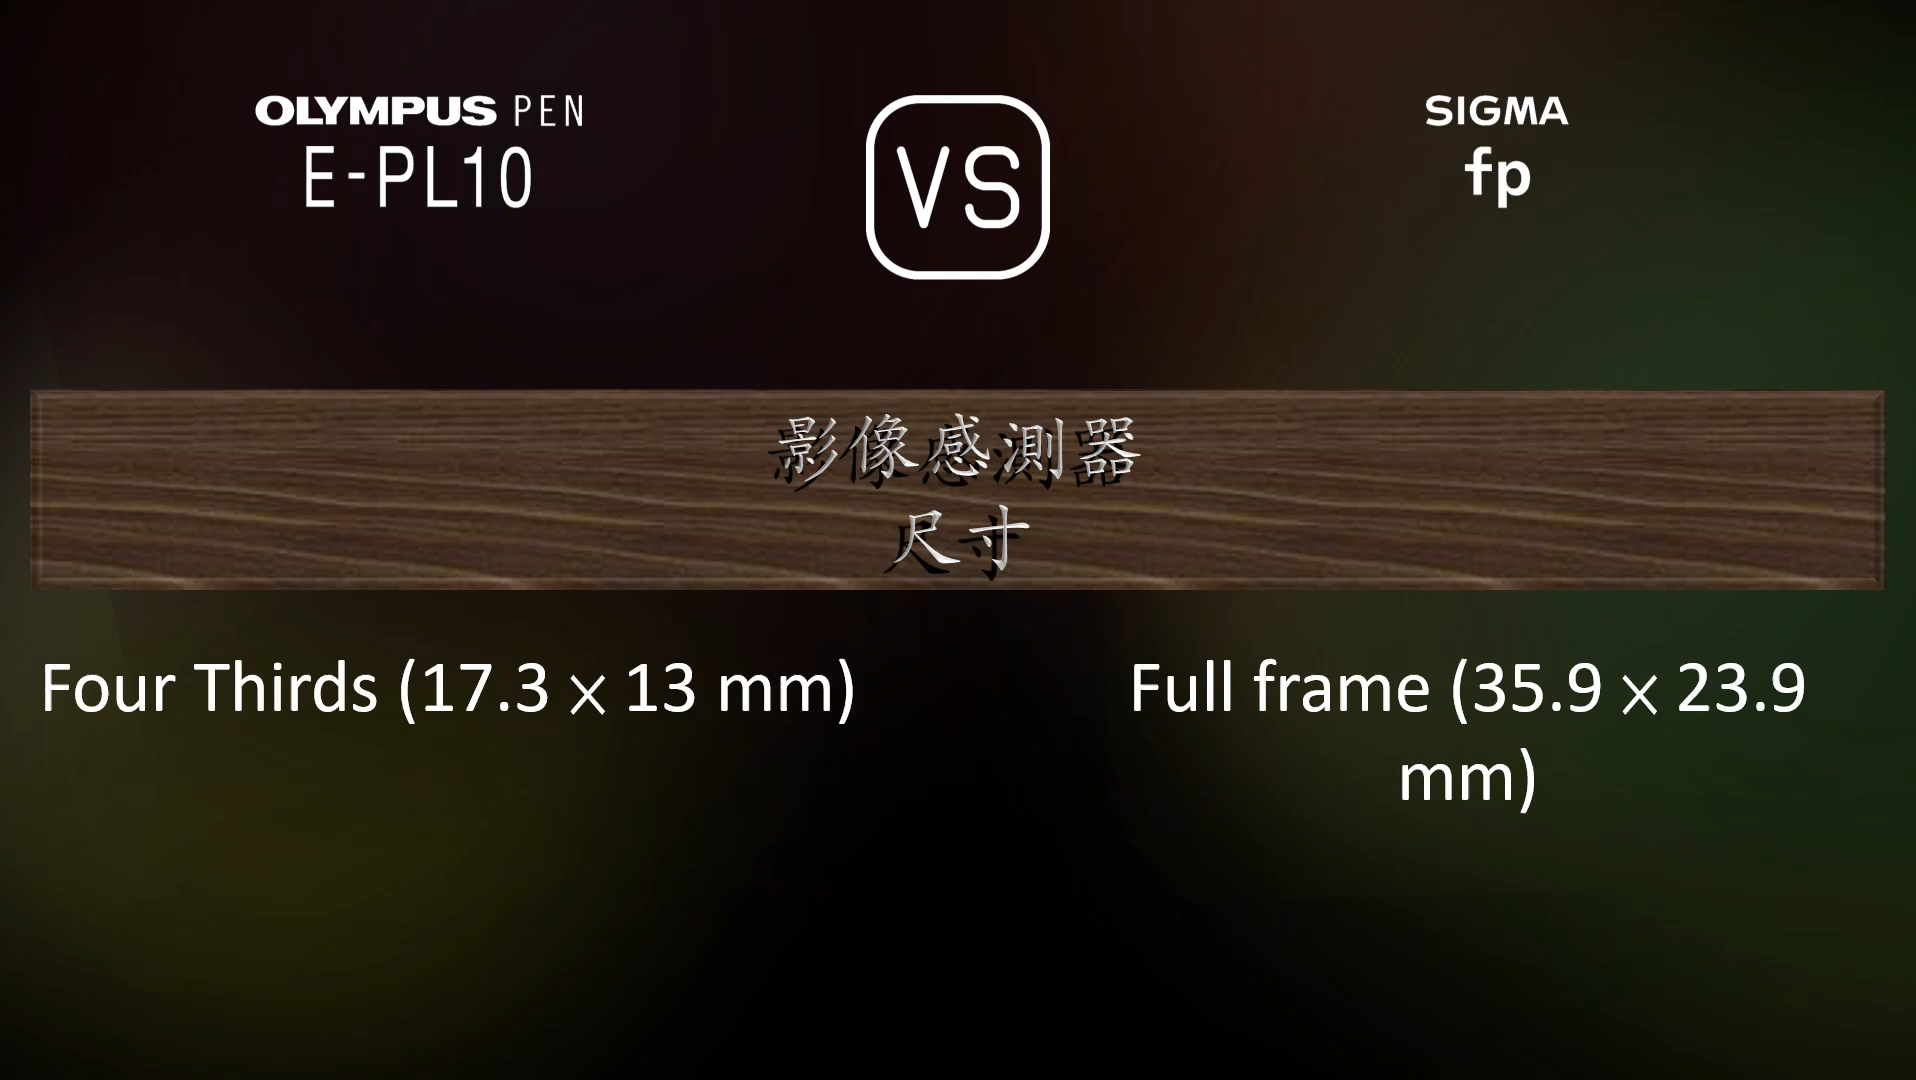 OLYMPUS PEN
E-PL10
VS
SIGMA
fp
影像感測器
尺寸
Four Thirds (17.3 x 13 mm)
Full frame (35.9 x 23.9
mm)